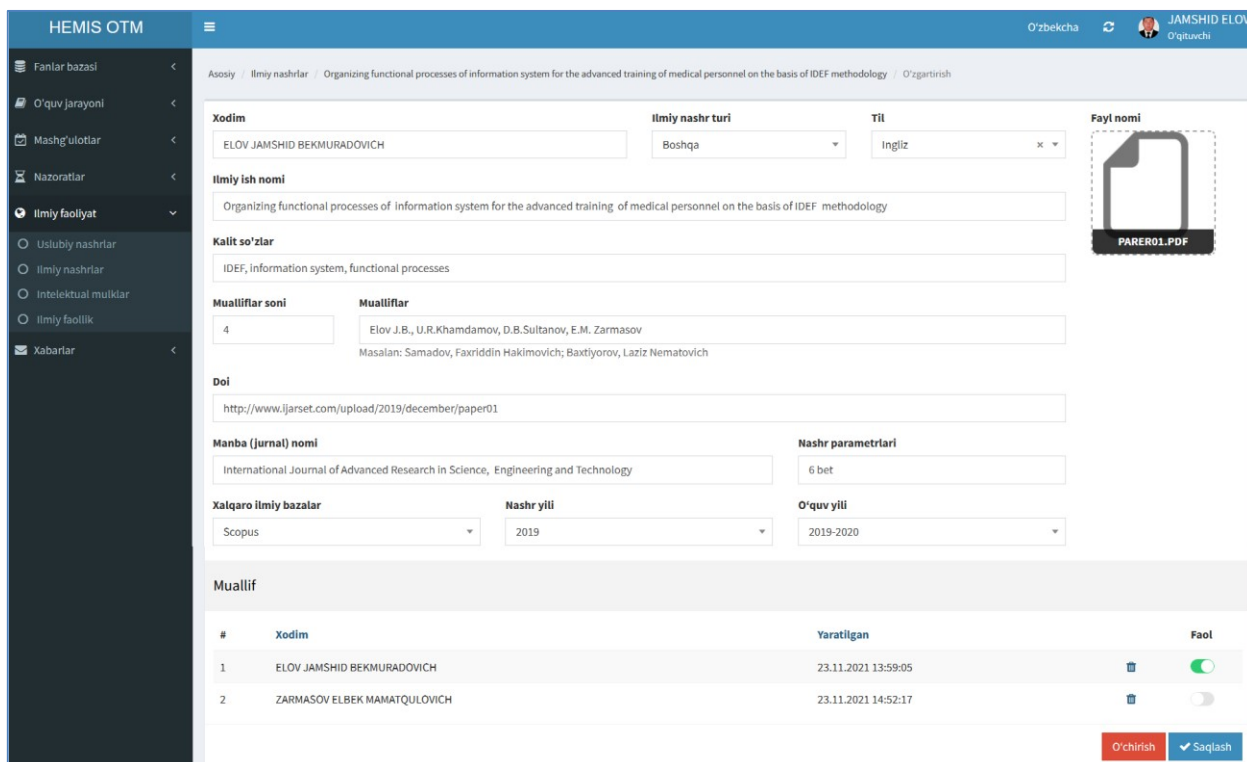 HEMIS OTM
O'zbekcha
JAMSHID ELOV
O'qituvchi
Fanlar bazasi
O'quv jarayoni
Mashg'ulotlar
Nazoratlar
Ilmiy faoliyat
Uslubiy nashrlar
Ilmiy nashrlar
Intelektual mulklar
Ilmiy faollik
Xabarlar
Asosiy / Ilmiy nashrlar / Organizing functional processes of information system for the advanced training of medical personnel on the basis of IDEF methodology / O'zgartirish
Xodim Ilmiy nashr turi Til Fayl nomi
ELOV JAMSHID BEKMURADOVICH Boshqa Ingliz
PARER01.PDF
Ilmiy ish nomi
Organizing functional processes of information system for the advanced training of medical personnel on the basis of IDEF methodology
Kalit so'zlar
IDEF, information system, functional processes
Mualliflar soni Mualliflar
4 Elov J.B., U.R.Khamdamov, D.B.Sultanov, E.M. Zarmasov
Masalan: Samadov, Faxriddin Hakimovich; Baxtiyorov, Laziz Nematovich
Doi
http://www.ijarset.com/upload/2019/december/paper01
Manba (jurnal) nomi Nashr parametrlari
International Journal of Advanced Research in Science, Engineering and Technology 6 bet
Xalqaro ilmiy bazalar Nashr yili O'quv yili
Scopus 2019 2019-2020
Muallif
# Xodim Yaratilgan Faol
1 ELOV JAMSHID BEKMURADOVICH 23.11.2021 13:59:05
2 ZARMASOV ELBEK MAMATQULOVICH 23.11.2021 14:52:17
O'chirish Saqlash